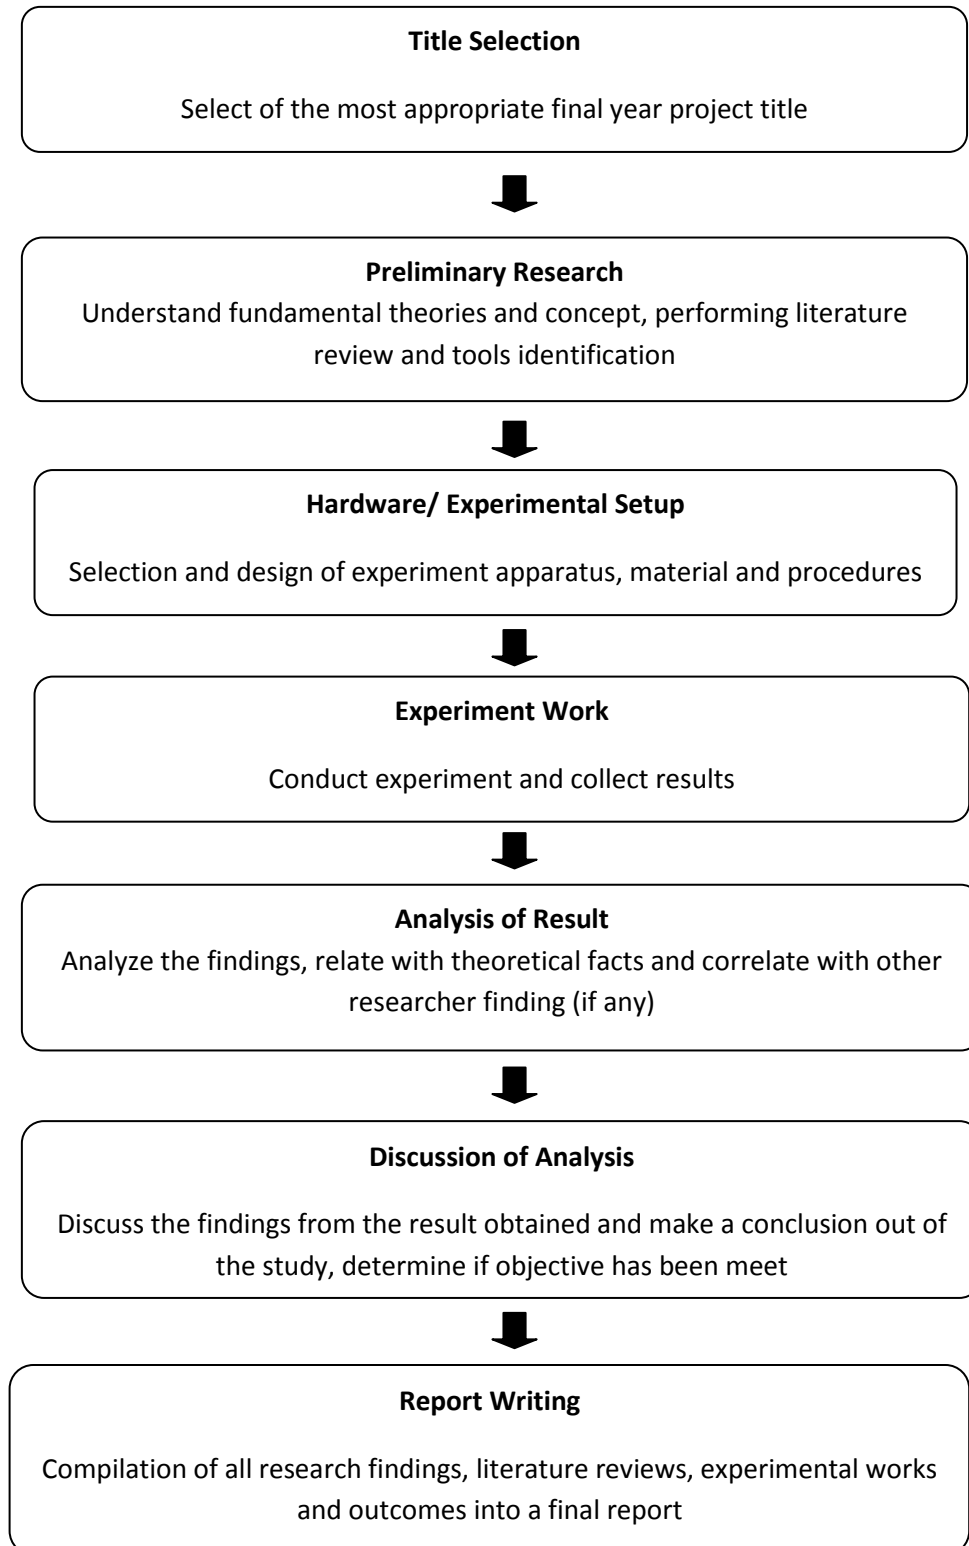 Title Selection
Select of the most appropriate final year project title
Preliminary Research
Understand fundamental theories and concept, performing literature
review and tools identification
Hardware/ Experimental Setup
Selection and design of experiment apparatus, material and procedures
Experiment Work
Conduct experiment and collect results
Analysis of Result
Analyze the findings, relate with theoretical facts and correlate with other
researcher finding (if any)
Discussion of Analysis
Discuss the findings from the result obtained and make a conclusion out of
the study, determine if objective has been meet
Report Writing
Compilation of all research findings, literature reviews, experimental works
and outcomes into a final report